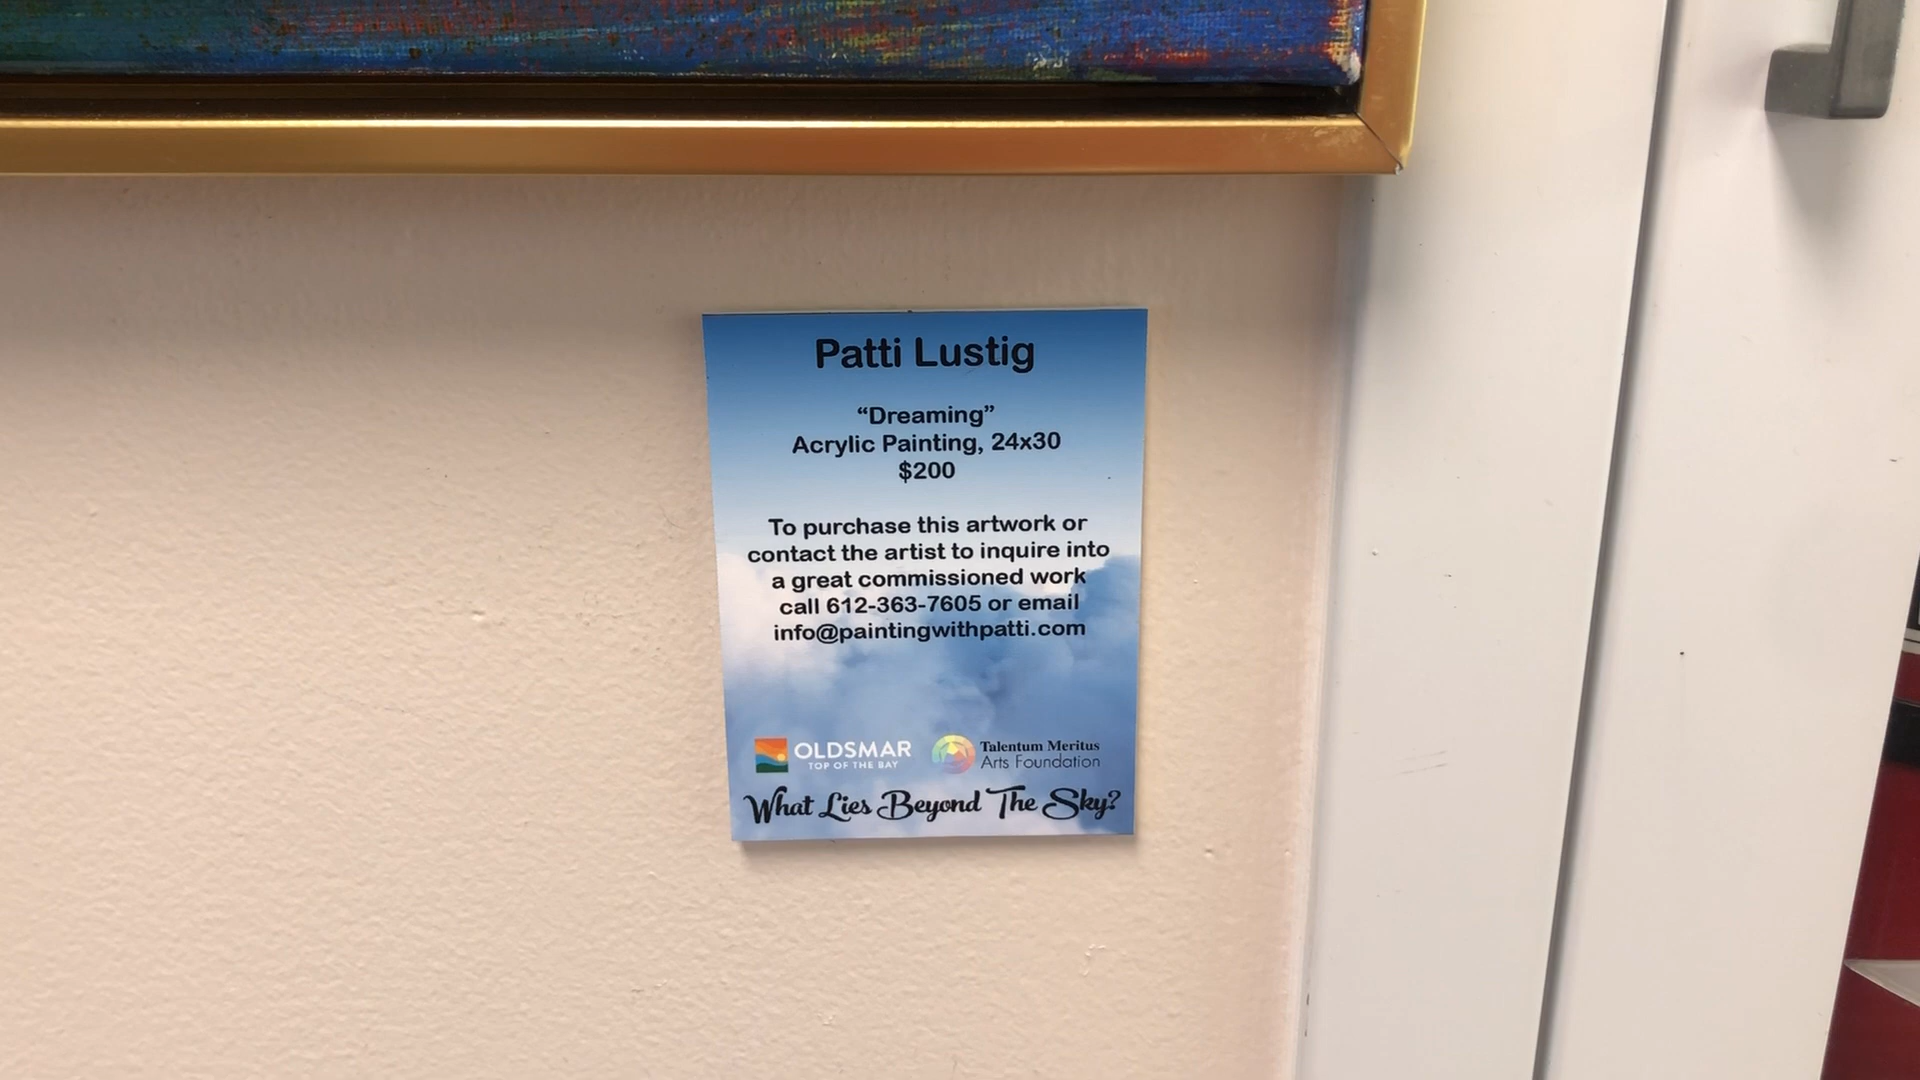 Patti Lustig
“Dreaming”
Acrylic Painting, 24x30
$200
To purchase this artwork or
contact the artist to inquire into
a great commissioned work
call 612-363-7605 or email
info@paintingwithpatti.com
OLDSMAR
TOP OF THE BAY
Talentum Meritus
Arts Foundation
What Lies Beyond The Sky?